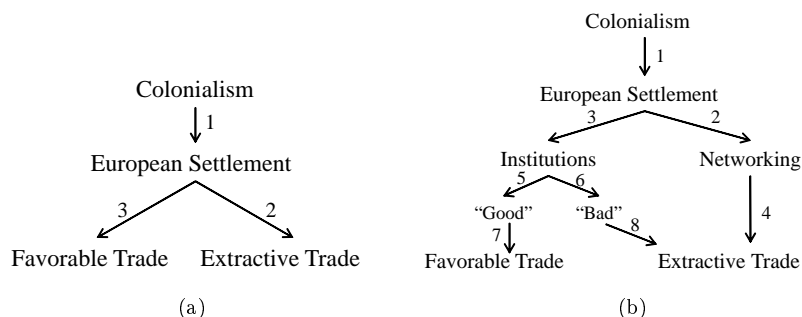 Colonialism
1
European Settlement
3 2
Favorable Trade Extractive Trade
(a)
Colonialism
1
European Settlement
3 2
Institutions Networking
5 6
“Good” “Bad” 4
7 8
Favorable Trade Extractive Trade
(b)